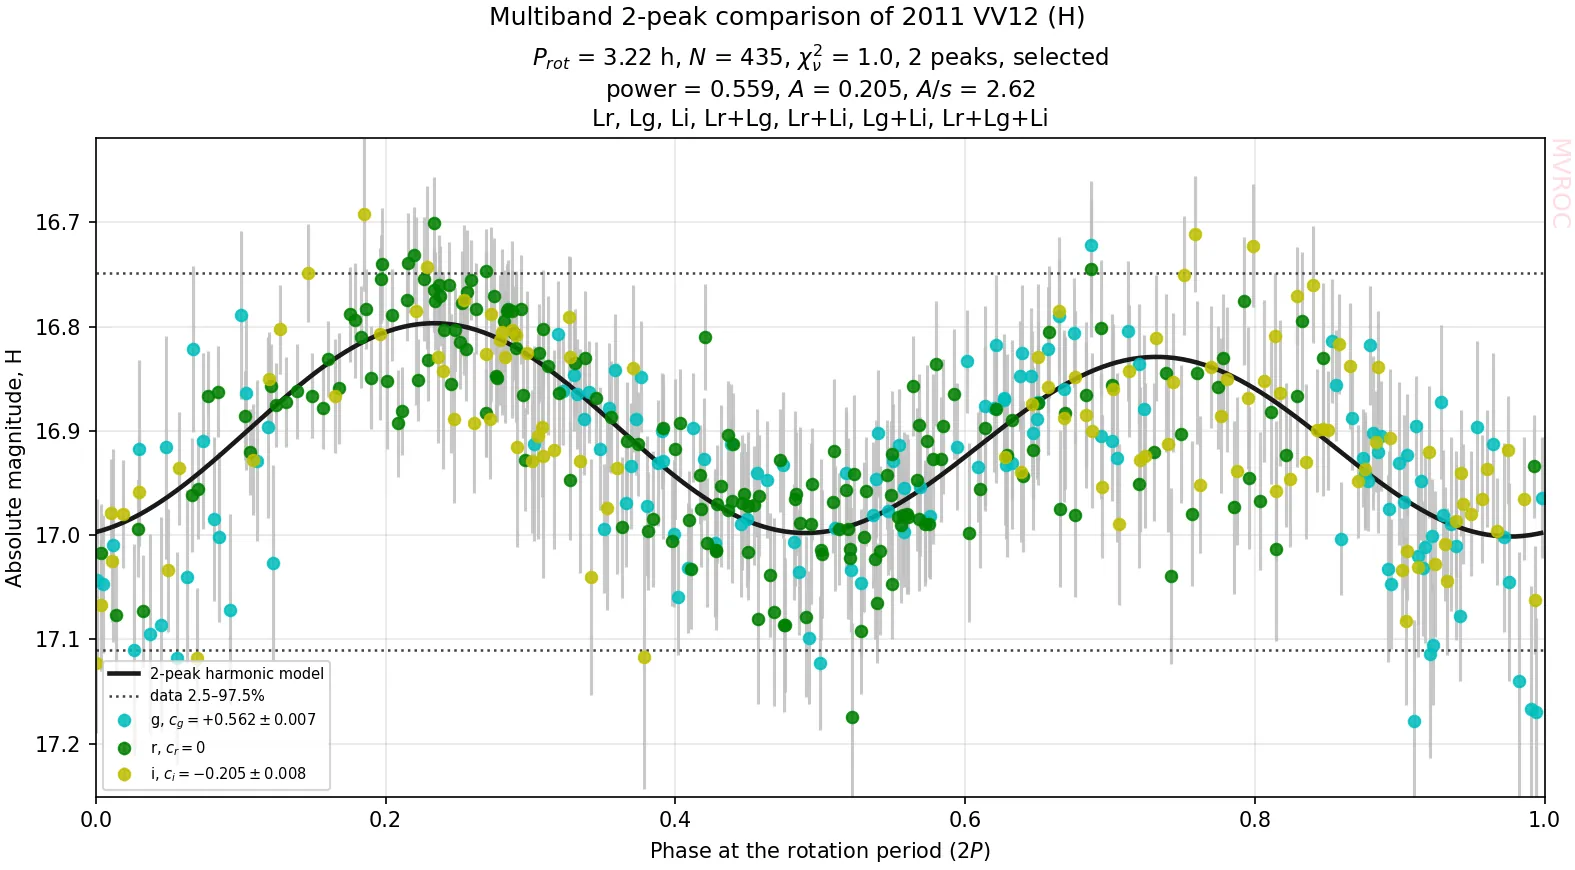 Multiband 2-peak comparison of 2011 VV12 (H)
P_rot = 3.22 h, N = 435, χ²_ν = 1.0, 2 peaks, selected
power = 0.559, A = 0.205, A/s = 2.62
Lr, Lg, Li, Lr+Lg, Lr+Li, Lg+Li, Lr+Lg+Li
MVROC
Absolute magnitude, H
16.7
16.8
16.9
17.0
17.1
17.2
2-peak harmonic model
data 2.5–97.5%
g, c_g = +0.562 ± 0.007
r, c_r = 0
i, c_i = −0.205 ± 0.008
0.0 0.2 0.4 0.6 0.8 1.0
Phase at the rotation period (2P)